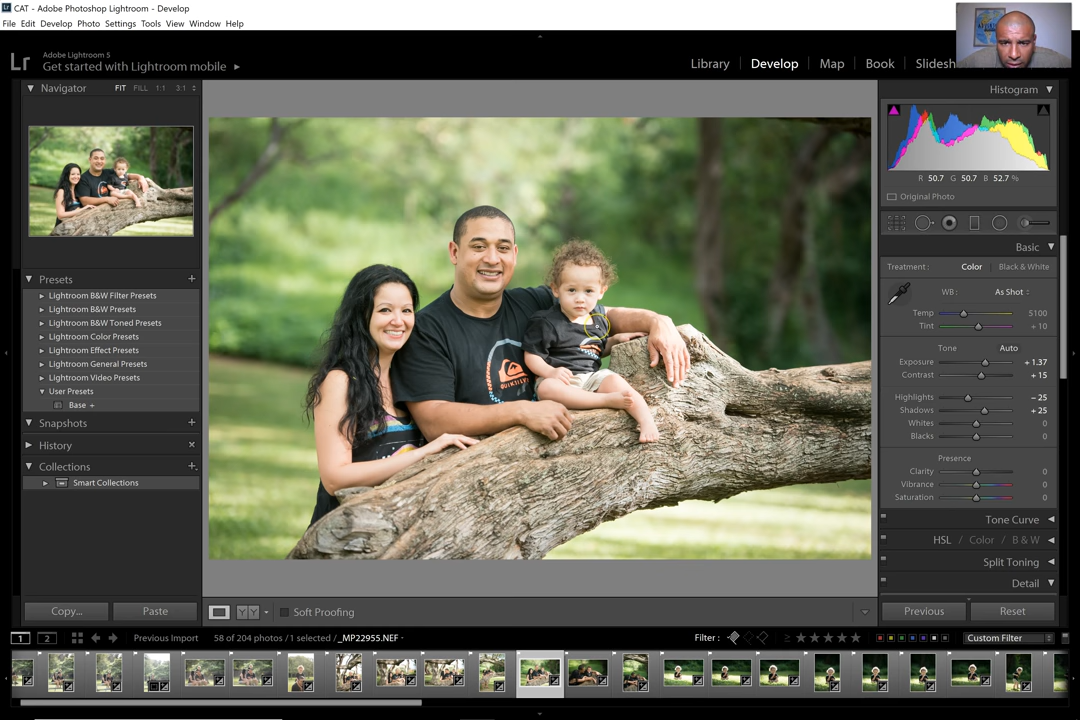 CAT - Adobe Photoshop Lightroom - Develop
File Edit Develop Photo Settings Tools View Window Help
Lr
Adobe Lightroom 5
Get started with Lightroom mobile
Library Develop Map Book Slidesh
Navigator FIT FILL 1:1 3:1
Histogram
R 50.7 G 50.7 B 52.7 %
Original Photo
Basic
Treatment : Color Black & White
WB : As Shot
Temp 5100
Tint + 10
Tone Auto
Exposure + 1.37
Contrast + 15
Highlights − 25
Shadows + 25
Whites 0
Blacks 0
Presence
Clarity 0
Vibrance 0
Saturation 0
Tone Curve
HSL / Color / B & W
Split Toning
Detail
Presets
Lightroom B&W Filter Presets
Lightroom B&W Presets
Lightroom B&W Toned Presets
Lightroom Color Presets
Lightroom Effect Presets
Lightroom General Presets
Lightroom Video Presets
User Presets
Base +
Snapshots
History
Collections
Smart Collections
QUIKSILVER
Copy... Paste
Soft Proofing
Previous Reset
1 2 Previous Import 58 of 204 photos / 1 selected / _MP22955.NEF
Filter : Custom Filter